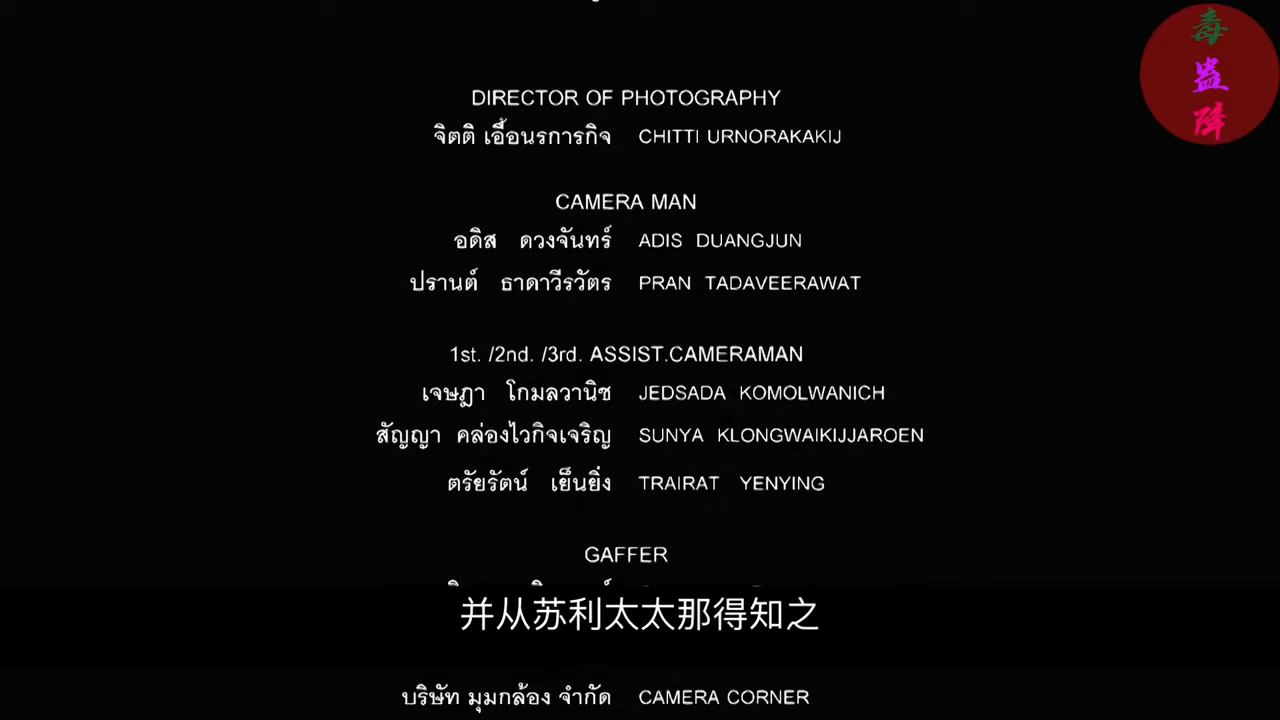 毒
蛊
降
DIRECTOR OF PHOTOGRAPHY
จิตติ เอื้อนรการกิจ CHITTI URNORAKAKIJ
CAMERA MAN
อดิส ดวงจันทร์ ADIS DUANGJUN
ปรานต์ ธาดาวีรวัตร PRAN TADAVEERAWAT
1st. /2nd. /3rd. ASSIST.CAMERAMAN
เจษฎา โกมลวานิช JEDSADA KOMOLWANICH
สัญญา คล่องไวกิจเจริญ SUNYA KLONGWAIKIJJAROEN
ตรัยรัตน์ เย็นยิ่ง TRAIRAT YENYING
GAFFER
并从苏利太太那得知之
บริษัท มุมกล้อง จำกัด CAMERA CORNER